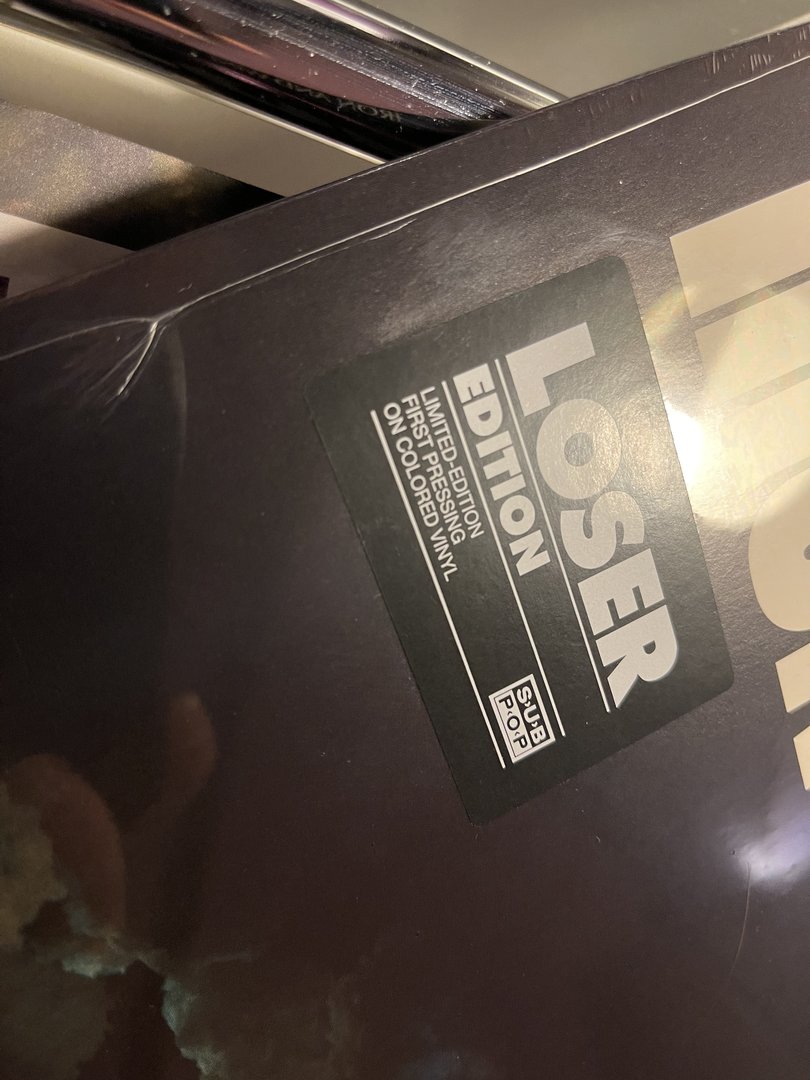 LOSER
EDITION
LIMITED-EDITION
FIRST PRESSING
ON COLORED VINYL
SUB
POP